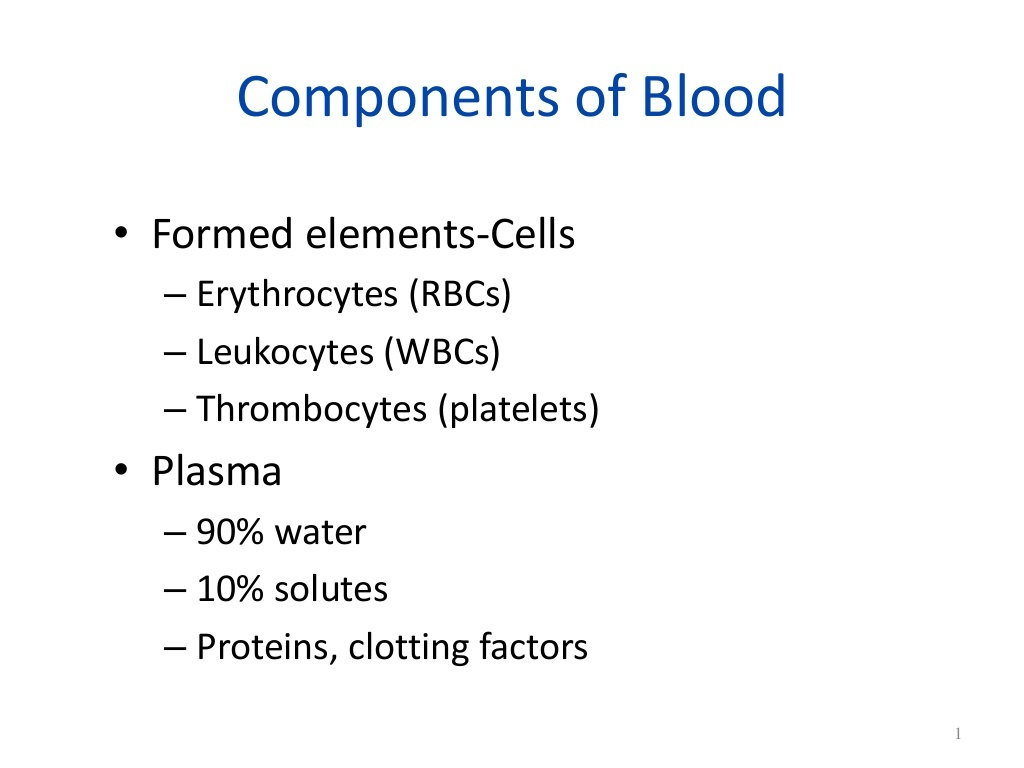 Components of Blood
• Formed elements-Cells
– Erythrocytes (RBCs)
– Leukocytes (WBCs)
– Thrombocytes (platelets)
• Plasma
– 90% water
– 10% solutes
– Proteins, clotting factors
1